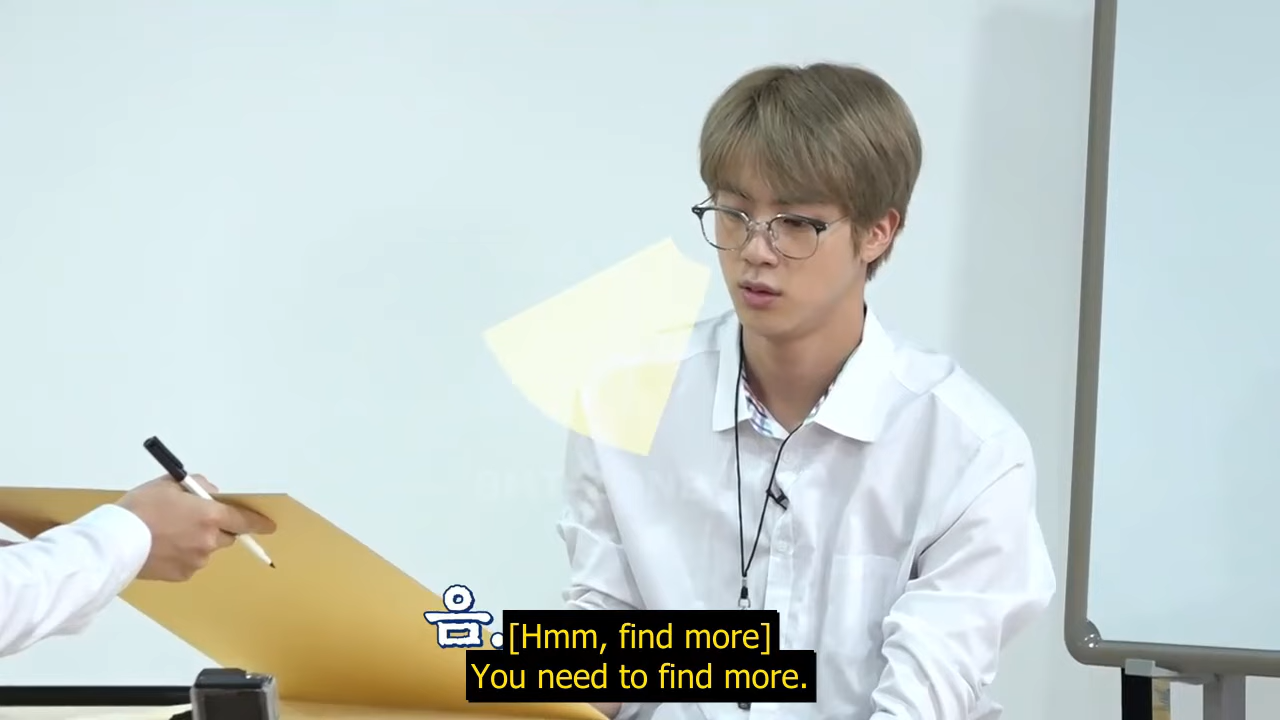 음.
[Hmm, find more]
You need to find more.